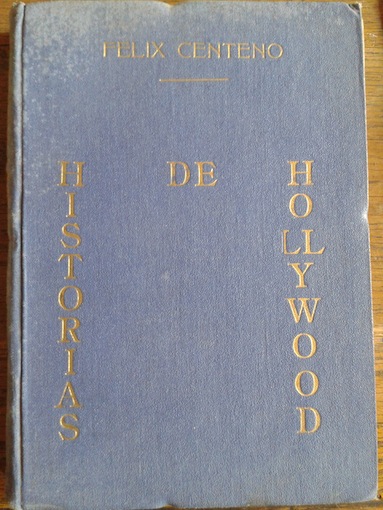 FELIX CENTENO
HISTORIAS
DE
HOLLYWOOD